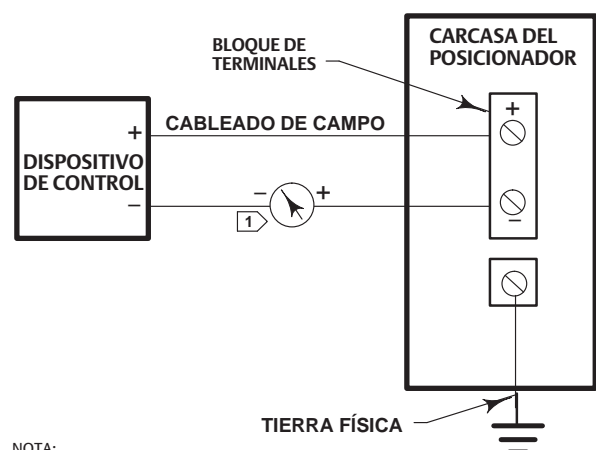 CARCASA DEL
POSICIONADOR
BLOQUE DE
TERMINALES
+
+
CABLEADO DE CAMPO
DISPOSITIVO
DE CONTROL
–
–
+
1
–
TIERRA FÍSICA
NOTA: